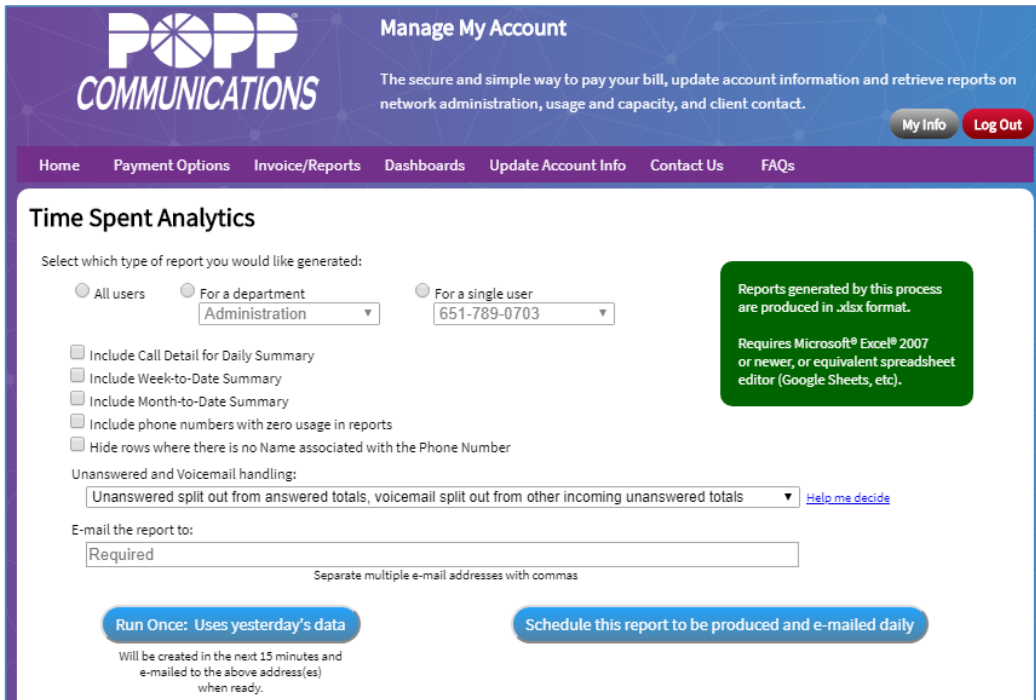 POPP
COMMUNICATIONS
Manage My Account
The secure and simple way to pay your bill, update account information and retrieve reports on
network administration, usage and capacity, and client contact.
My Info
Log Out
Home Payment Options Invoice/Reports Dashboards Update Account Info Contact Us FAQs
Time Spent Analytics
Select which type of report you would like generated:
All users
For a department
Administration
For a single user
651-789-0703
Reports generated by this process
are produced in .xlsx format.
Requires Microsoft® Excel® 2007
or newer, or equivalent spreadsheet
editor (Google Sheets, etc).
Include Call Detail for Daily Summary
Include Week-to-Date Summary
Include Month-to-Date Summary
Include phone numbers with zero usage in reports
Hide rows where there is no Name associated with the Phone Number
Unanswered and Voicemail handling:
Unanswered split out from answered totals, voicemail split out from other incoming unanswered totals
Help me decide
E-mail the report to:
Required
Separate multiple e-mail addresses with commas
Run Once: Uses yesterday's data
Will be created in the next 15 minutes and
e-mailed to the above address(es)
when ready.
Schedule this report to be produced and e-mailed daily